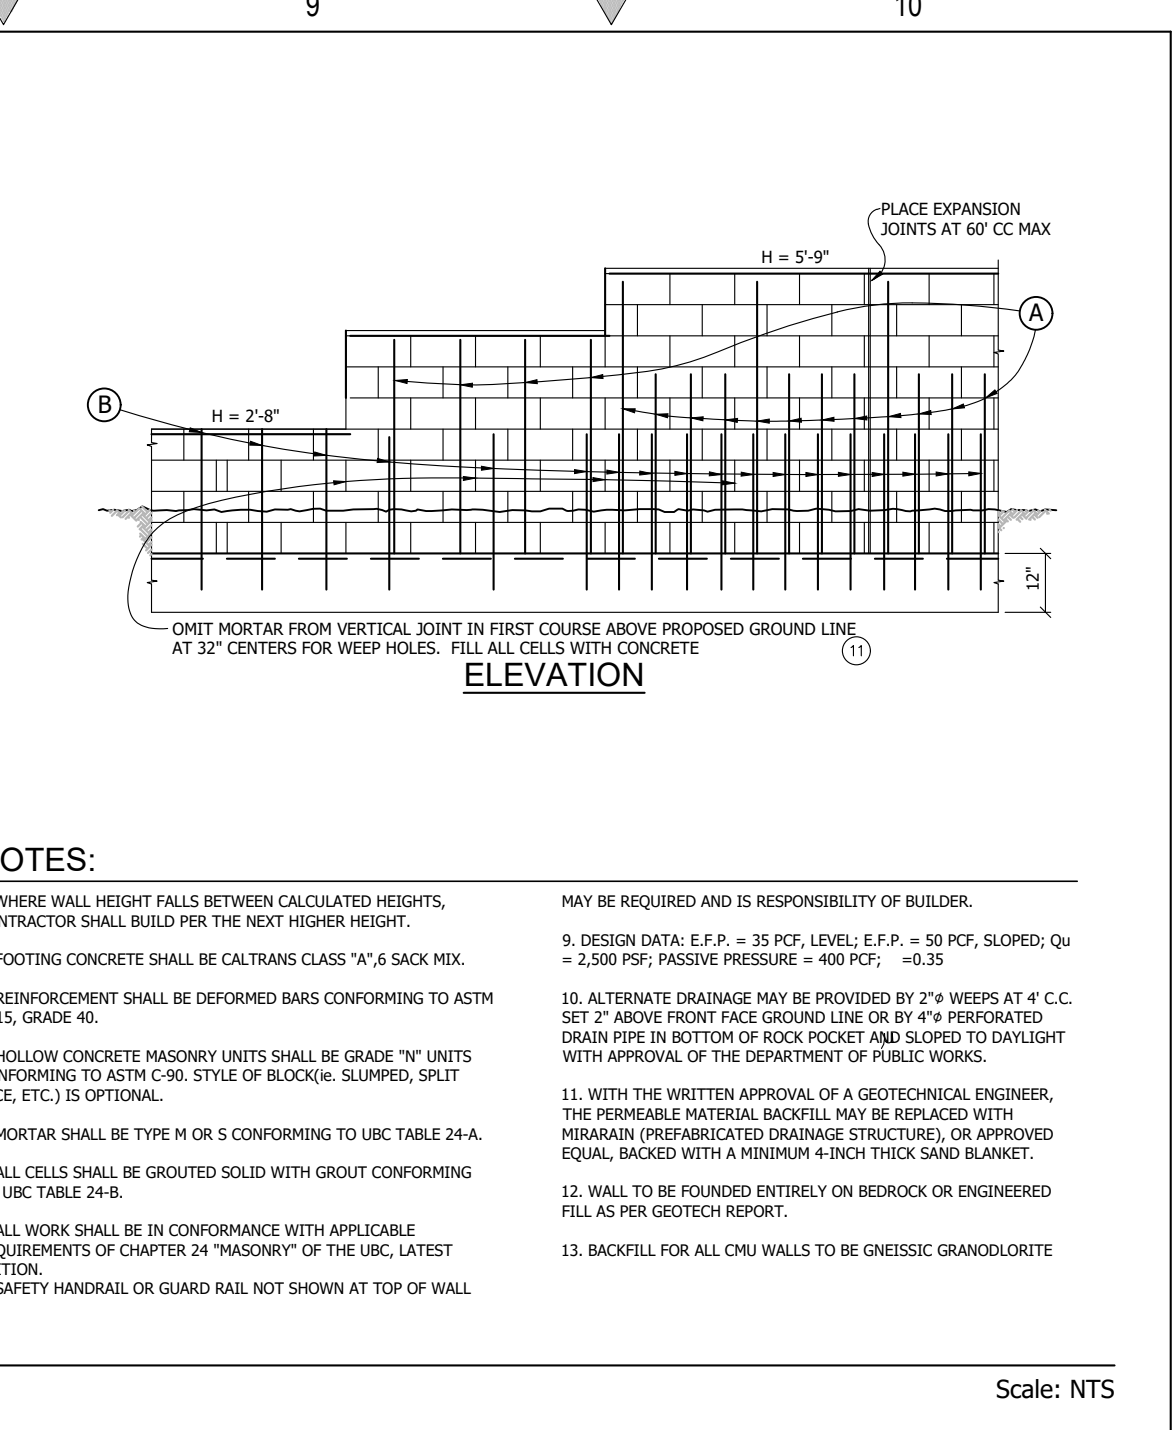 9
10
PLACE EXPANSION
JOINTS AT 60' CC MAX
H = 5'-9"
A
B
H = 2'-8"
12"
OMIT MORTAR FROM VERTICAL JOINT IN FIRST COURSE ABOVE PROPOSED GROUND LINE
AT 32" CENTERS FOR WEEP HOLES. FILL ALL CELLS WITH CONCRETE
11
ELEVATION
OTES:
WHERE WALL HEIGHT FALLS BETWEEN CALCULATED HEIGHTS,
NTRACTOR SHALL BUILD PER THE NEXT HIGHER HEIGHT.
FOOTING CONCRETE SHALL BE CALTRANS CLASS "A",6 SACK MIX.
REINFORCEMENT SHALL BE DEFORMED BARS CONFORMING TO ASTM
15, GRADE 40.
HOLLOW CONCRETE MASONRY UNITS SHALL BE GRADE "N" UNITS
NFORMING TO ASTM C-90. STYLE OF BLOCK(ie. SLUMPED, SPLIT
CE, ETC.) IS OPTIONAL.
MORTAR SHALL BE TYPE M OR S CONFORMING TO UBC TABLE 24-A.
ALL CELLS SHALL BE GROUTED SOLID WITH GROUT CONFORMING
UBC TABLE 24-B.
ALL WORK SHALL BE IN CONFORMANCE WITH APPLICABLE
QUIREMENTS OF CHAPTER 24 "MASONRY" OF THE UBC, LATEST
ITION.
SAFETY HANDRAIL OR GUARD RAIL NOT SHOWN AT TOP OF WALL
MAY BE REQUIRED AND IS RESPONSIBILITY OF BUILDER.
9. DESIGN DATA: E.F.P. = 35 PCF, LEVEL; E.F.P. = 50 PCF, SLOPED; Qu
= 2,500 PSF; PASSIVE PRESSURE = 400 PCF; =0.35
10. ALTERNATE DRAINAGE MAY BE PROVIDED BY 2"ø WEEPS AT 4' C.C.
SET 2" ABOVE FRONT FACE GROUND LINE OR BY 4"ø PERFORATED
DRAIN PIPE IN BOTTOM OF ROCK POCKET AND SLOPED TO DAYLIGHT
WITH APPROVAL OF THE DEPARTMENT OF PUBLIC WORKS.
11. WITH THE WRITTEN APPROVAL OF A GEOTECHNICAL ENGINEER,
THE PERMEABLE MATERIAL BACKFILL MAY BE REPLACED WITH
MIRARAIN (PREFABRICATED DRAINAGE STRUCTURE), OR APPROVED
EQUAL, BACKED WITH A MINIMUM 4-INCH THICK SAND BLANKET.
12. WALL TO BE FOUNDED ENTIRELY ON BEDROCK OR ENGINEERED
FILL AS PER GEOTECH REPORT.
13. BACKFILL FOR ALL CMU WALLS TO BE GNEISSIC GRANODLORITE
Scale: NTS